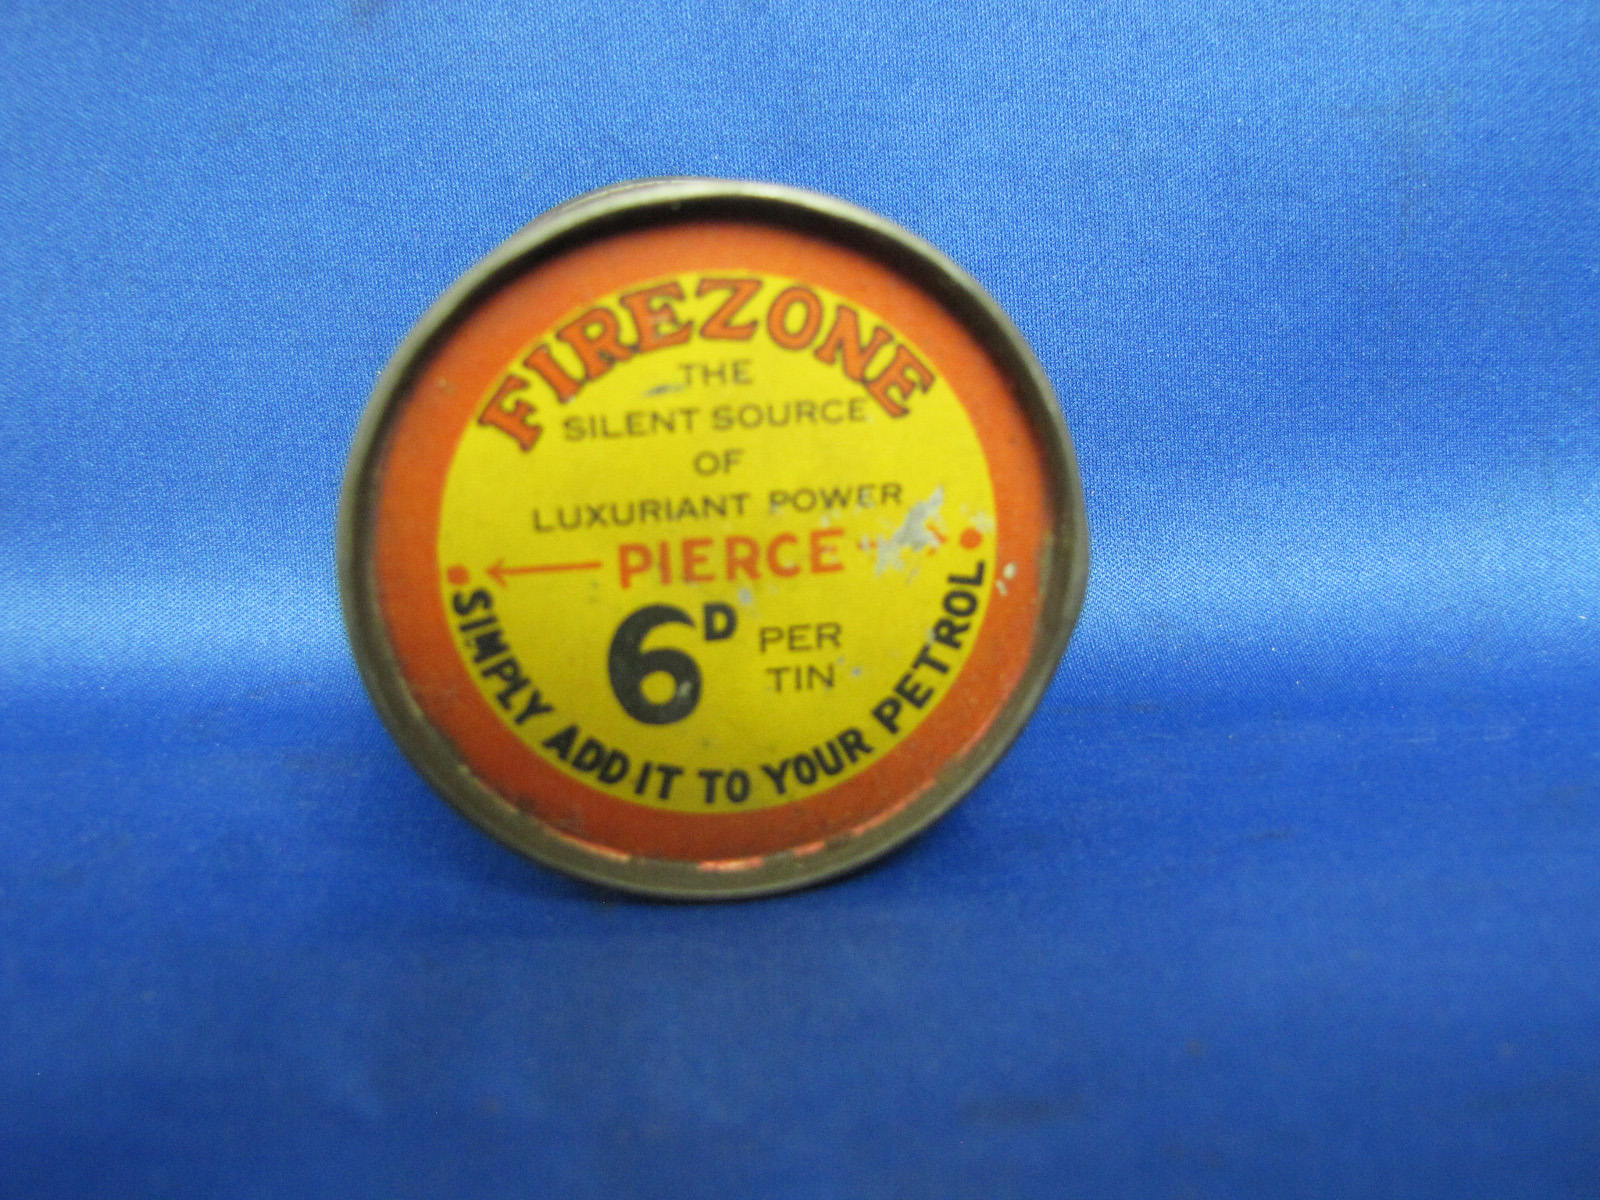 FIREZONE
THE
SILENT SOURCE
OF
LUXURIANT POWER
PIERCE
6D PER
TIN
SIMPLY ADD IT TO YOUR PETROL